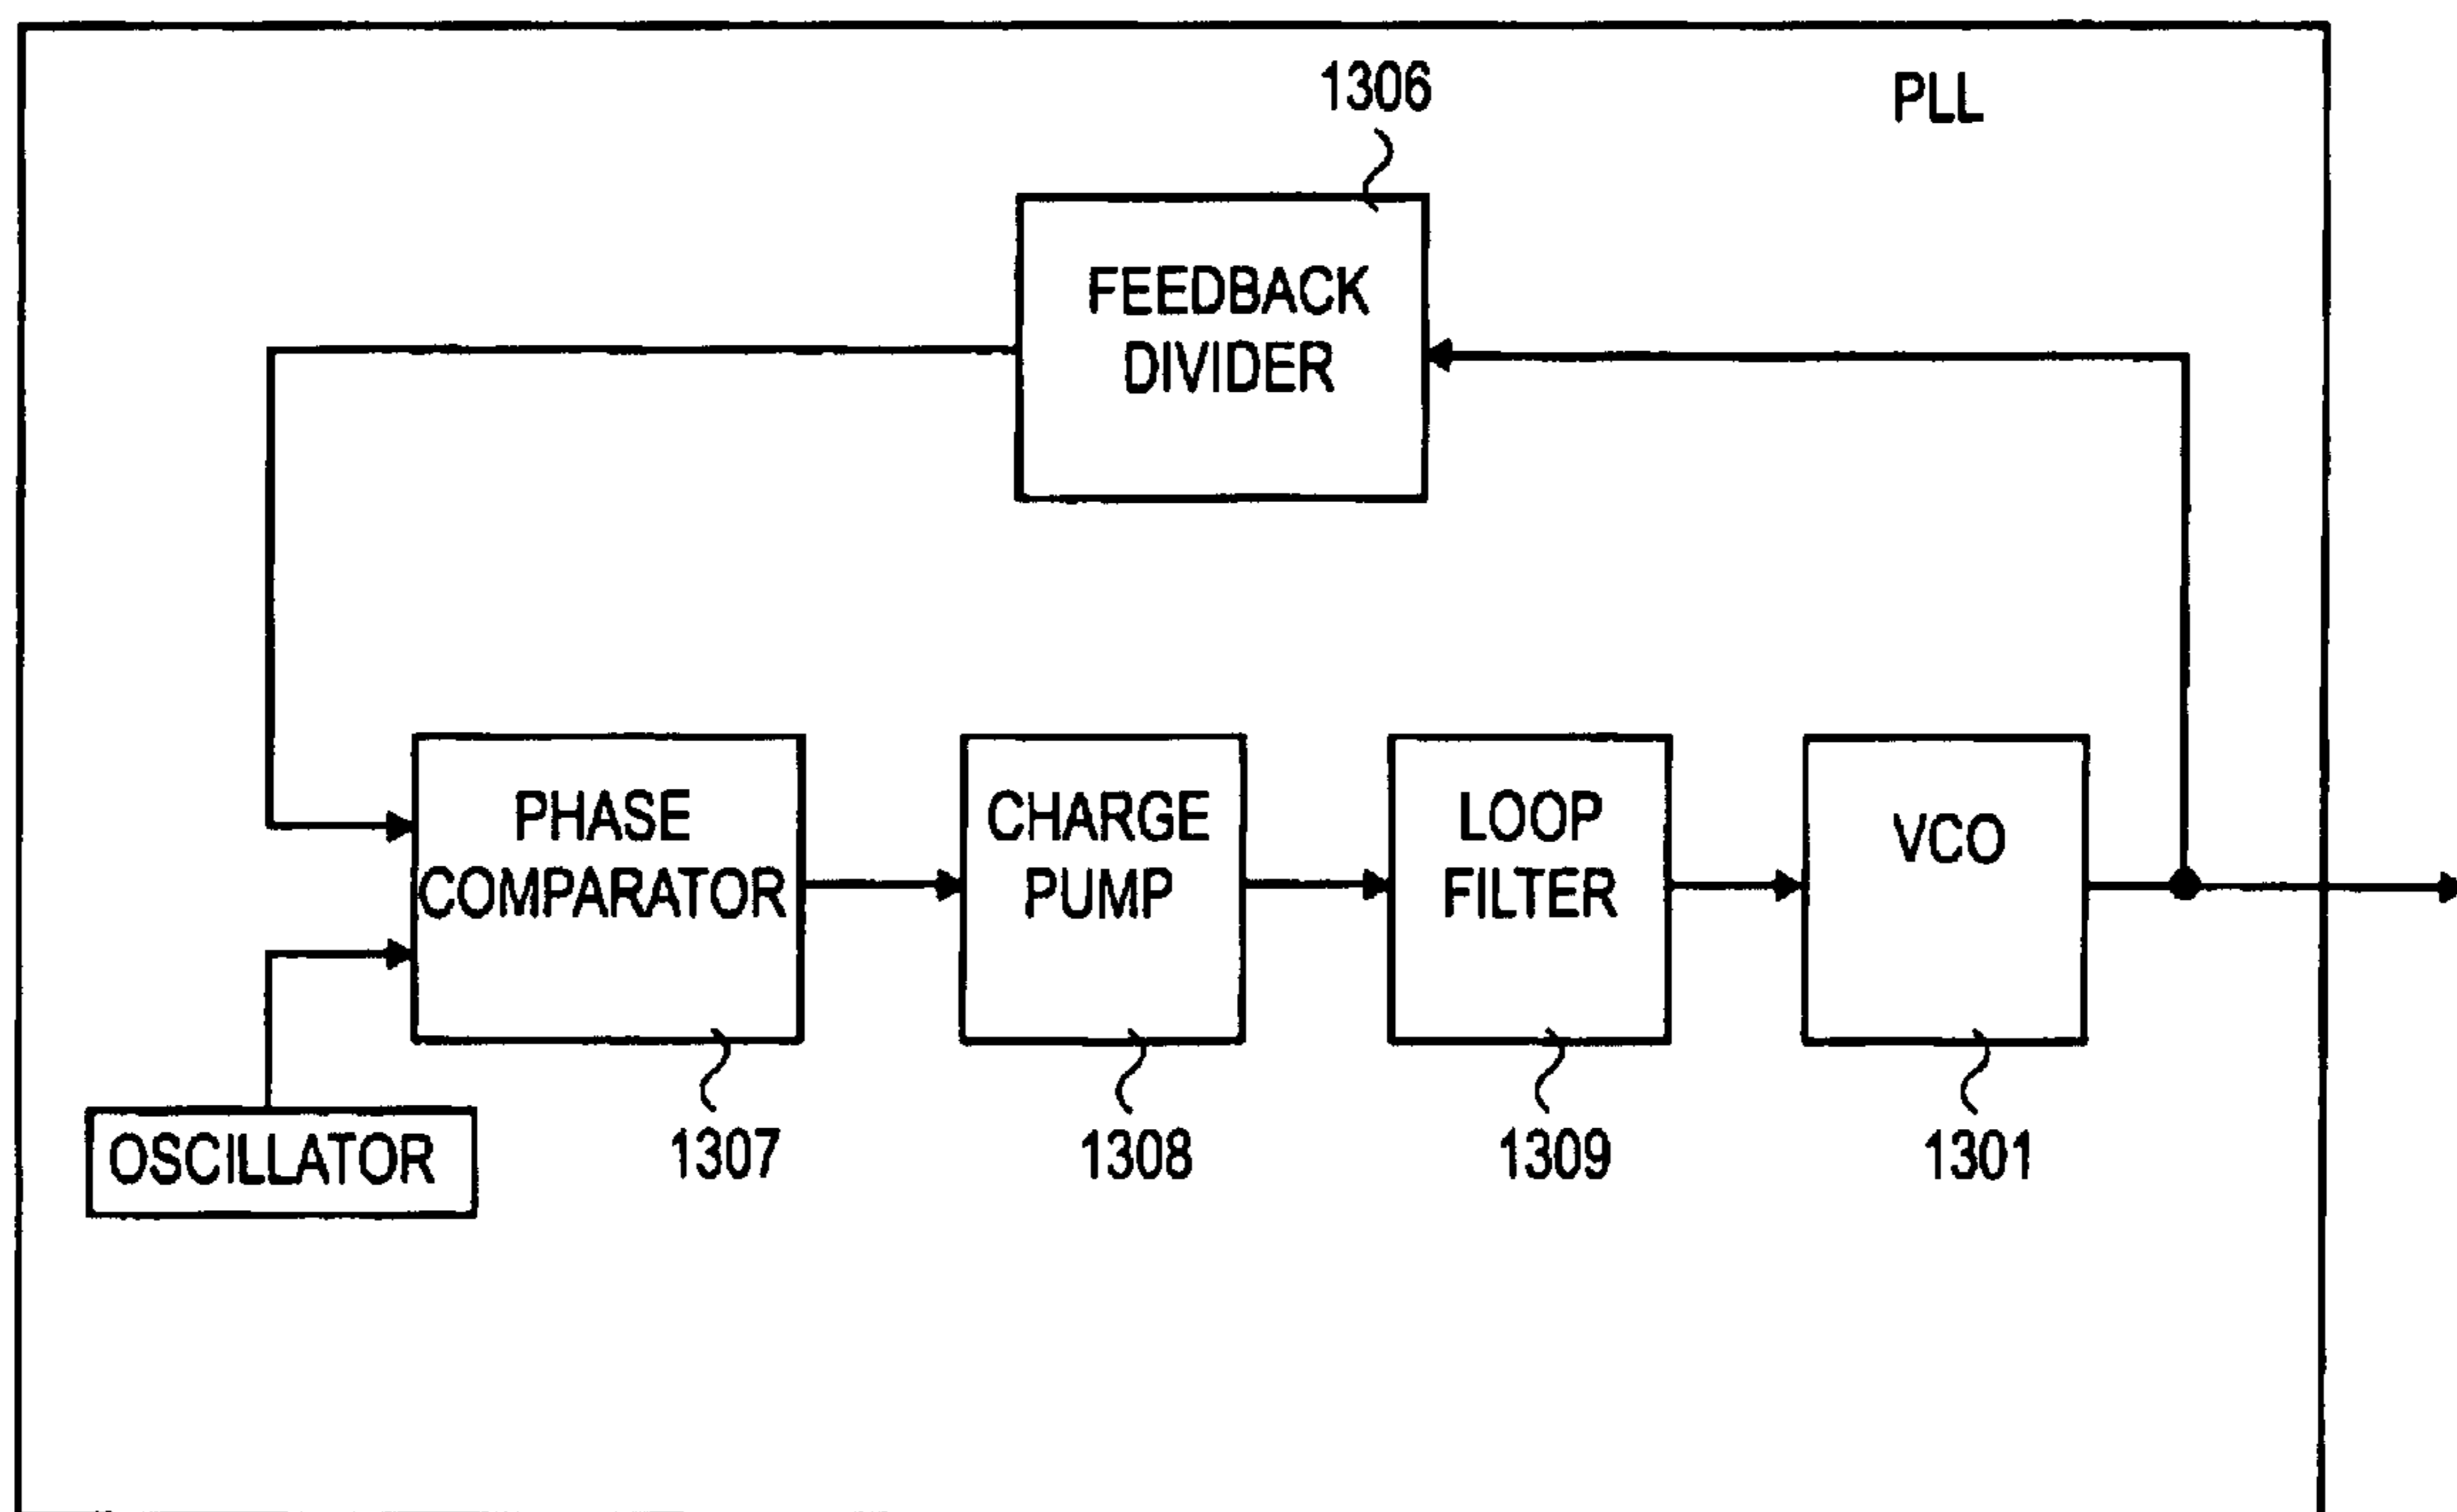 1306
PLL
FEEDBACK
DIVIDER
PHASE
COMPARATOR
CHARGE
PUMP
LOOP
FILTER
VCO
OSCILLATOR
1307
1308
1309
1301